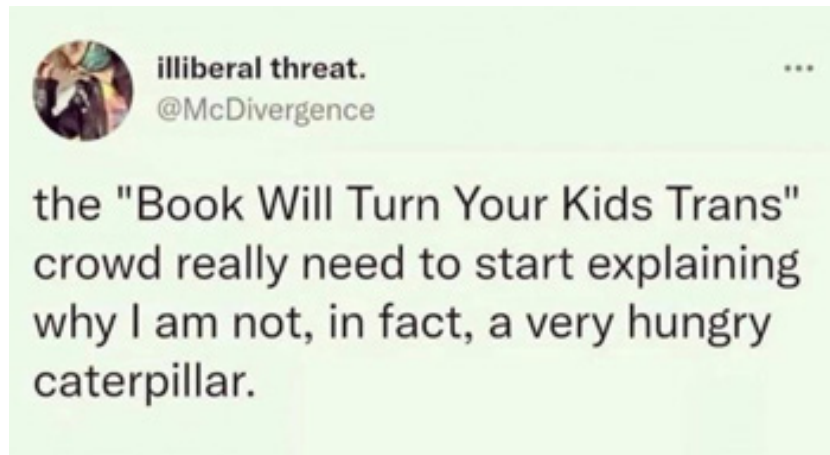 illiberal threat.
@McDivergence
the "Book Will Turn Your Kids Trans"
crowd really need to start explaining
why I am not, in fact, a very hungry
caterpillar.